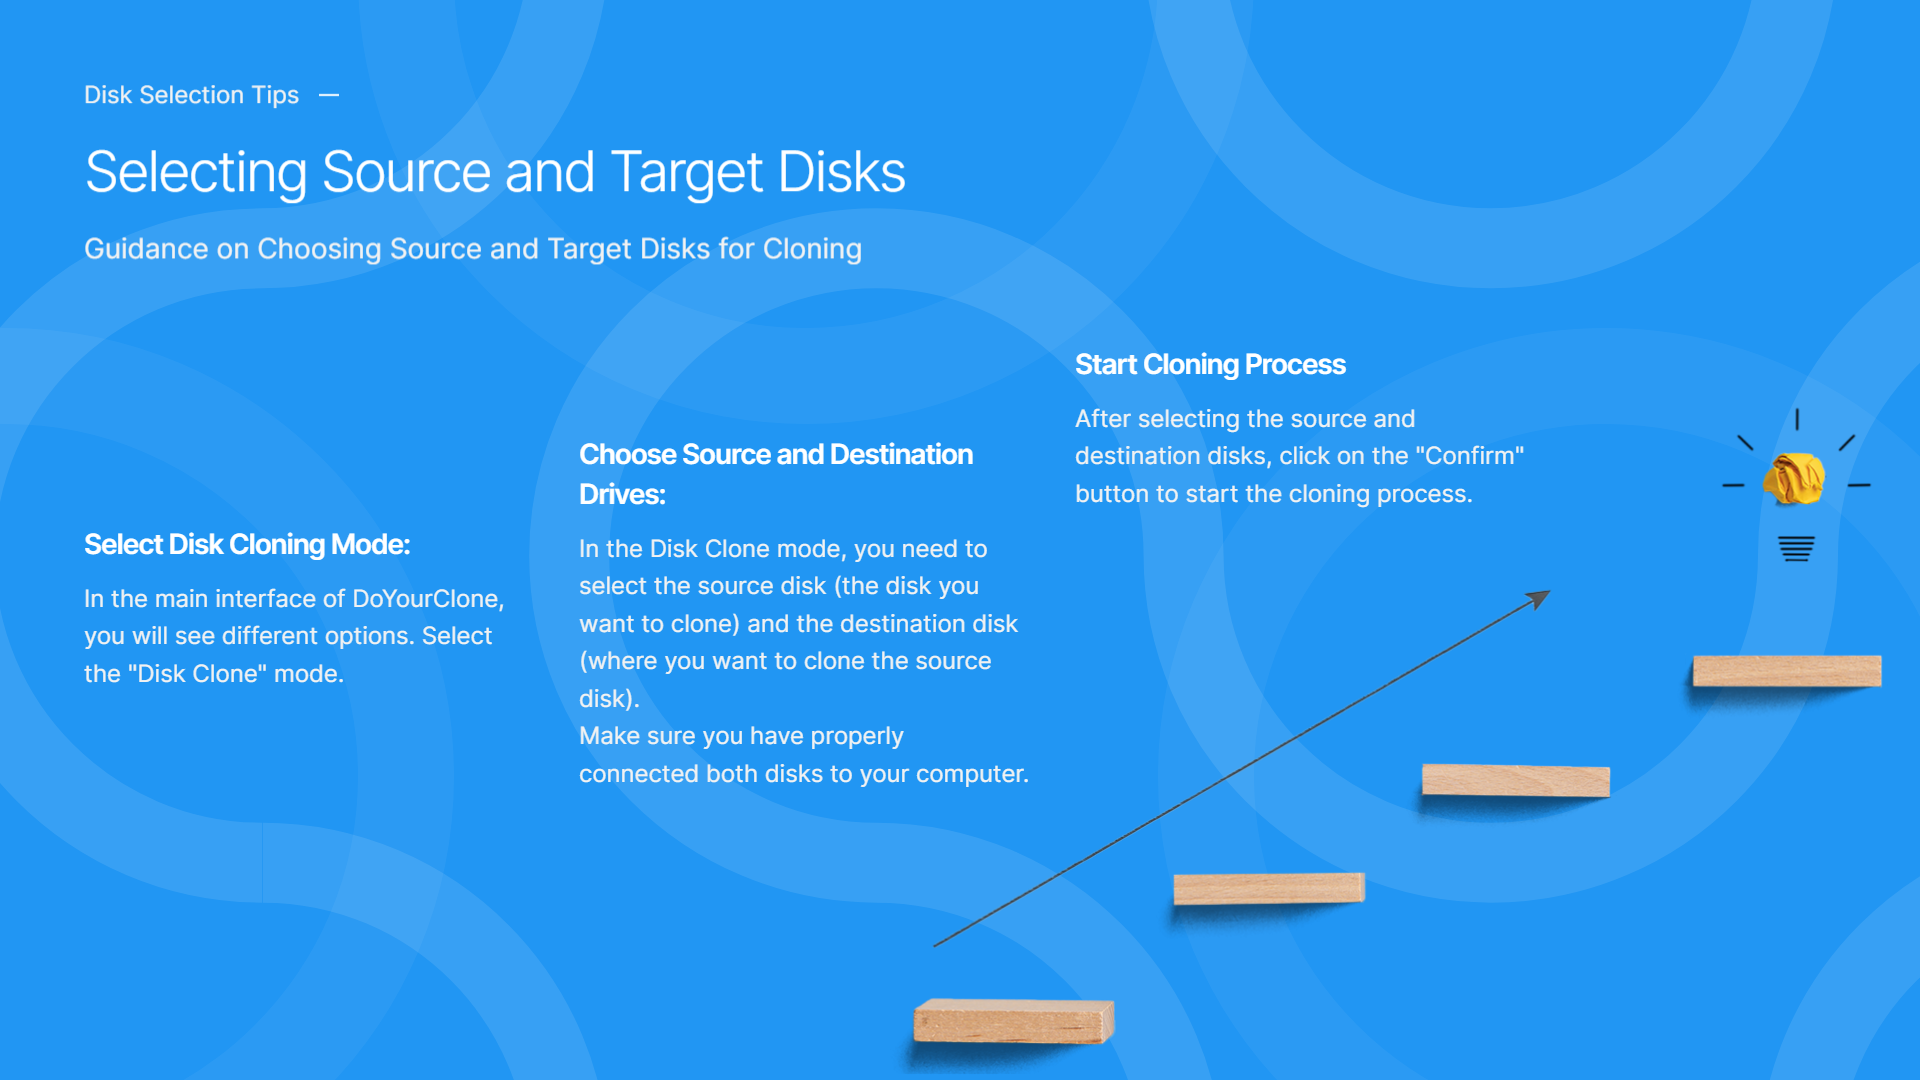 Disk Selection Tips —
Selecting Source and Target Disks
Guidance on Choosing Source and Target Disks for Cloning
Select Disk Cloning Mode:
In the main interface of DoYourClone,
you will see different options. Select
the "Disk Clone" mode.
Choose Source and Destination
Drives:
In the Disk Clone mode, you need to
select the source disk (the disk you
want to clone) and the destination disk
(where you want to clone the source
disk).
Make sure you have properly
connected both disks to your computer.
Start Cloning Process
After selecting the source and
destination disks, click on the "Confirm"
button to start the cloning process.